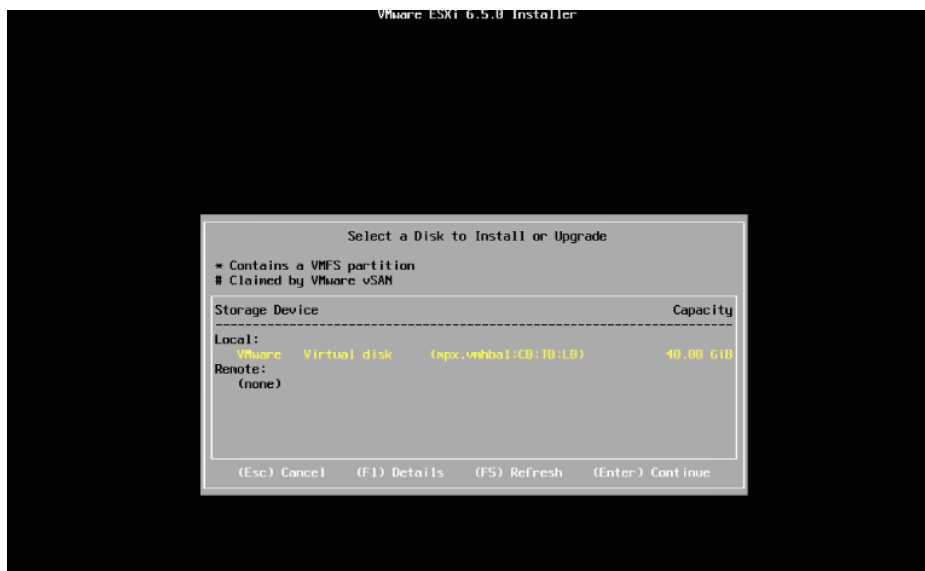 VMware ESXi 6.5.0 Installer
Select a Disk to Install or Upgrade
* Contains a VMFS partition
# Claimed by VMware vSAN
Storage Device Capacity
Local:
VMware Virtual disk (mpx.vmhba1:C0:T0:L0) 40.00 GiB
Remote:
(none)
(Esc) Cancel (F1) Details (F5) Refresh (Enter) Continue